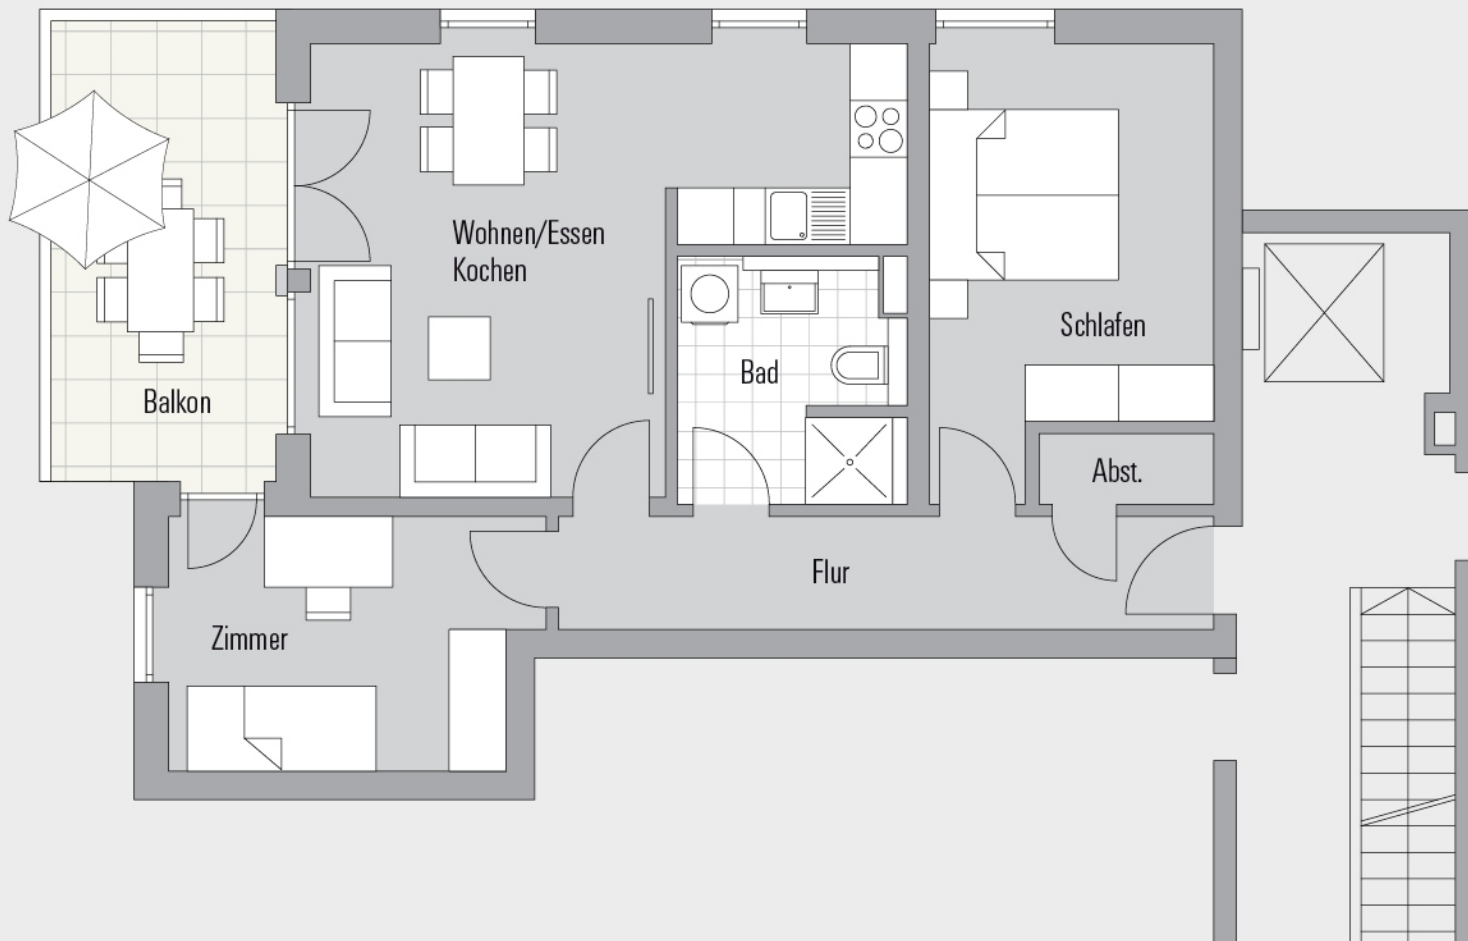 Wohnen/Essen
Kochen
Schlafen
Bad
Balkon
Abst.
Flur
Zimmer